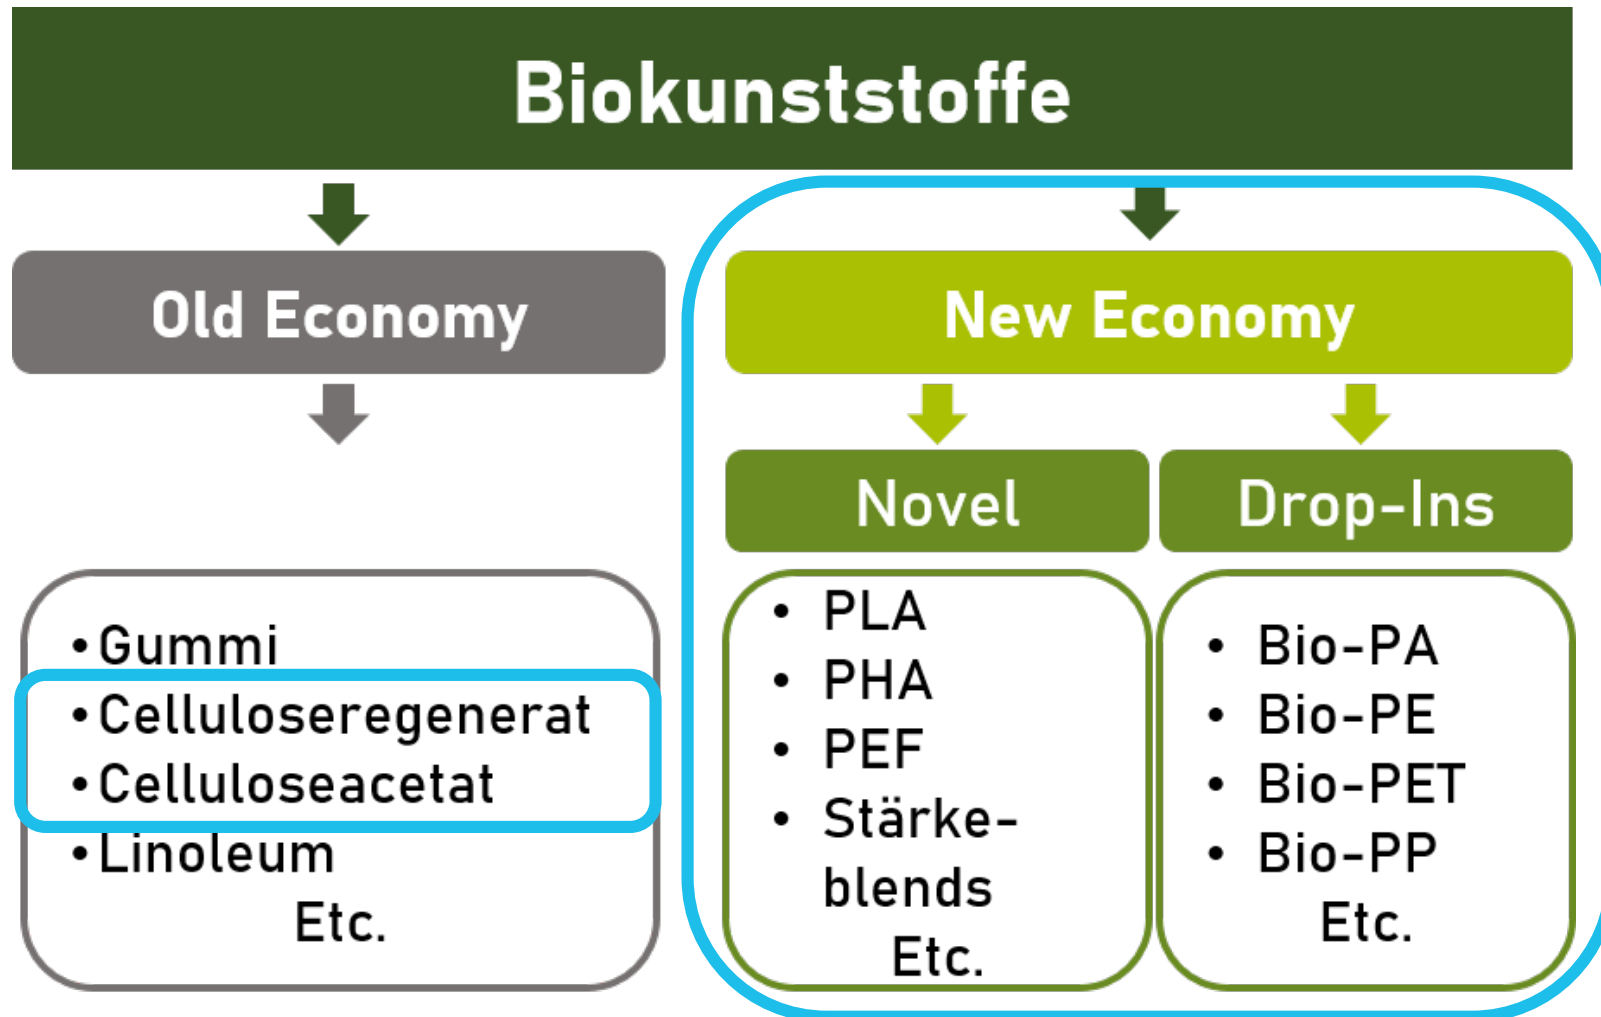 Biokunststoffe
Old Economy
New Economy
Novel
Drop-Ins
• Gummi
• Celluloseregenerat
• Celluloseacetat
• Linoleum
Etc.
• PLA
• PHA
• PEF
• Stärke-
blends
Etc.
• Bio-PA
• Bio-PE
• Bio-PET
• Bio-PP
Etc.